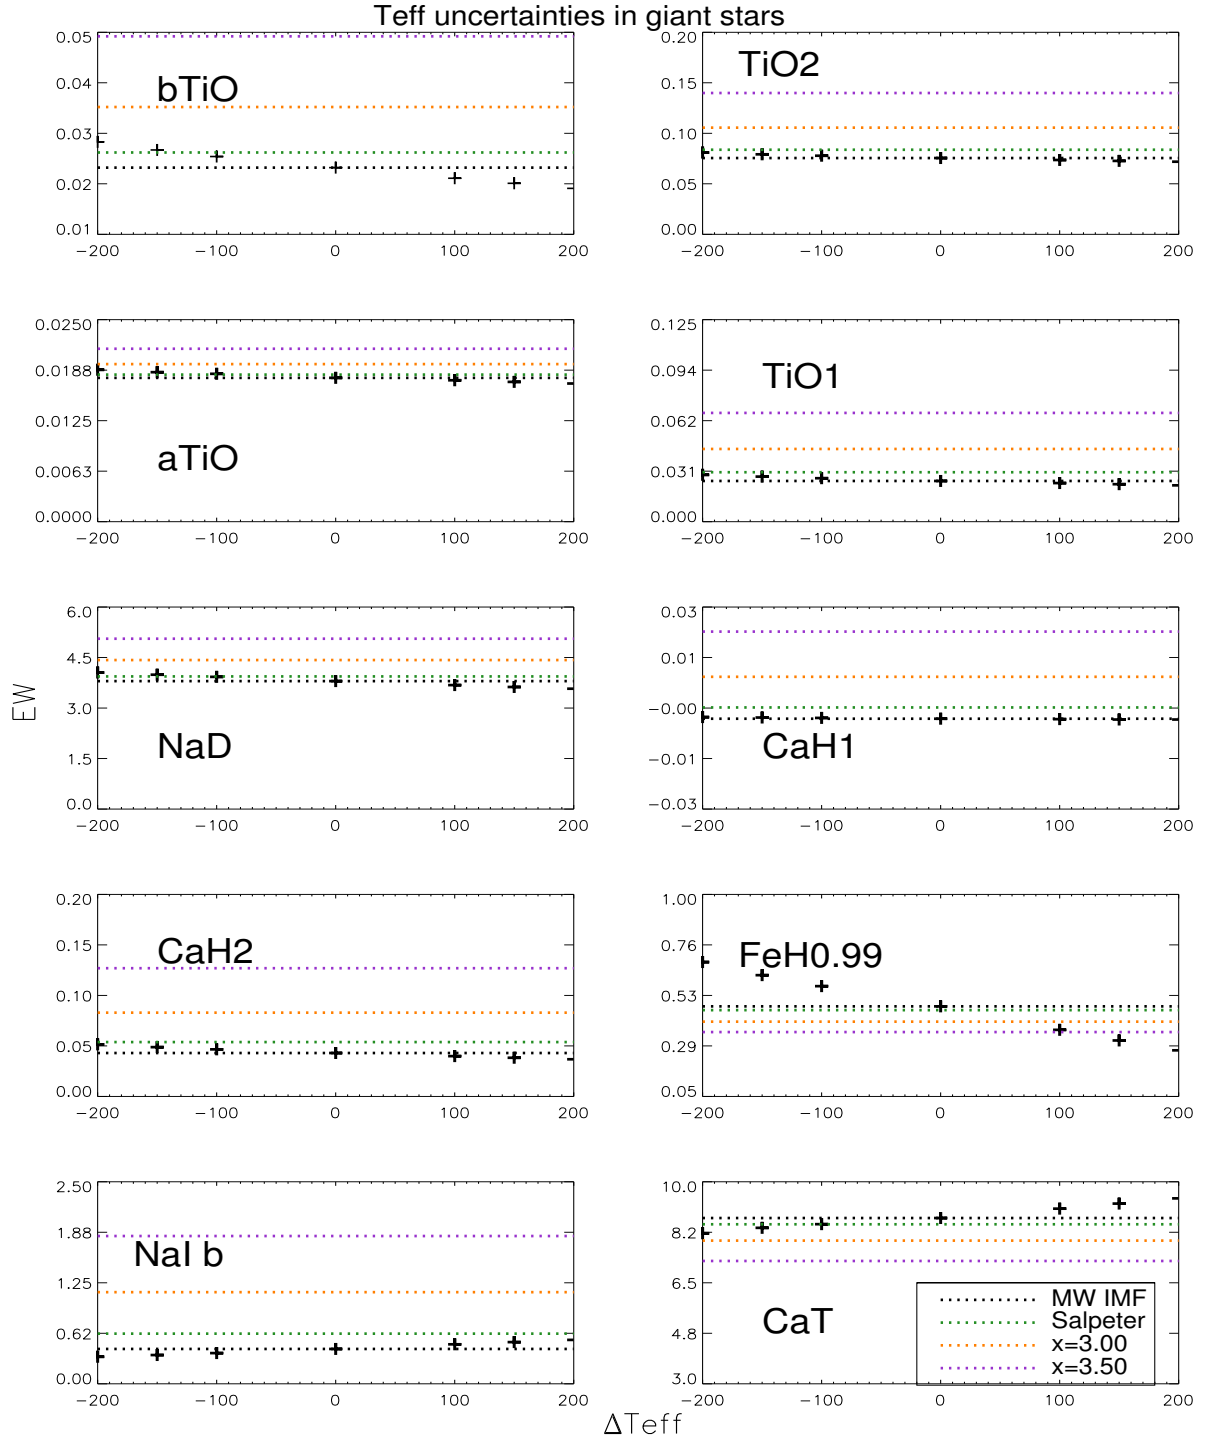 Teff uncertainties in giant stars
0.05
0.04
0.03
0.02
0.01
bTiO
-200 -100 0 100 200
0.20
0.15
0.10
0.05
0.00
TiO2
-200 -100 0 100 200
0.0250
0.0188
0.0125
0.0063
0.0000
aTiO
-200 -100 0 100 200
0.125
0.094
0.062
0.031
0.000
TiO1
-200 -100 0 100 200
EW
6.0
4.5
3.0
1.5
0.0
NaD
-200 -100 0 100 200
0.03
0.01
-0.00
-0.01
-0.03
CaH1
-200 -100 0 100 200
0.20
0.15
0.10
0.05
0.00
CaH2
-200 -100 0 100 200
1.00
0.76
0.53
0.29
0.05
FeH0.99
-200 -100 0 100 200
2.50
1.88
1.25
0.62
0.00
NaI b
-200 -100 0 100 200
10.0
8.2
6.5
4.8
3.0
CaT
MW IMF
Salpeter
x=3.00
x=3.50
-200 -100 0 100 200
ΔTeff